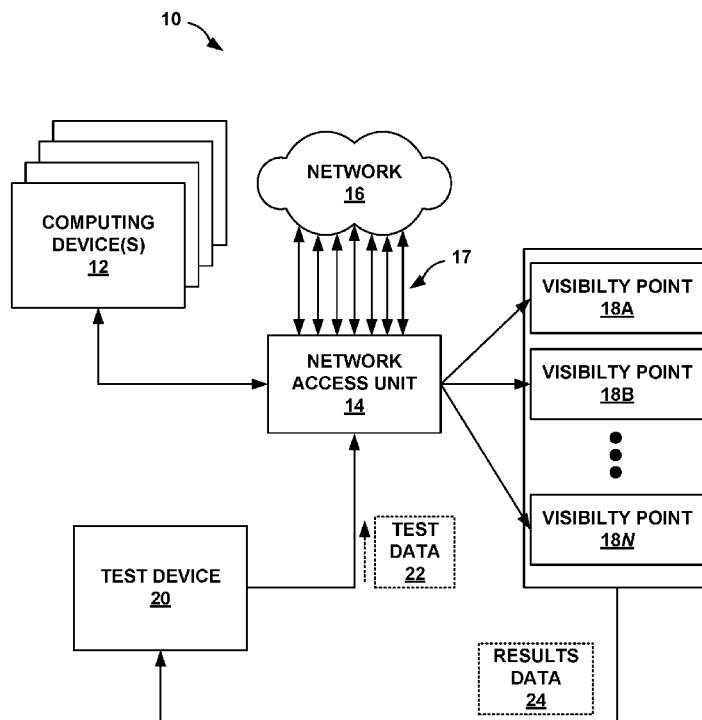 10
NETWORK
16
COMPUTING
DEVICE(S)
12
17
VISIBILTY POINT
18A
NETWORK
ACCESS UNIT
14
VISIBILTY POINT
18B
VISIBILTY POINT
18N
TEST
DATA
22
TEST DEVICE
20
RESULTS
DATA
24